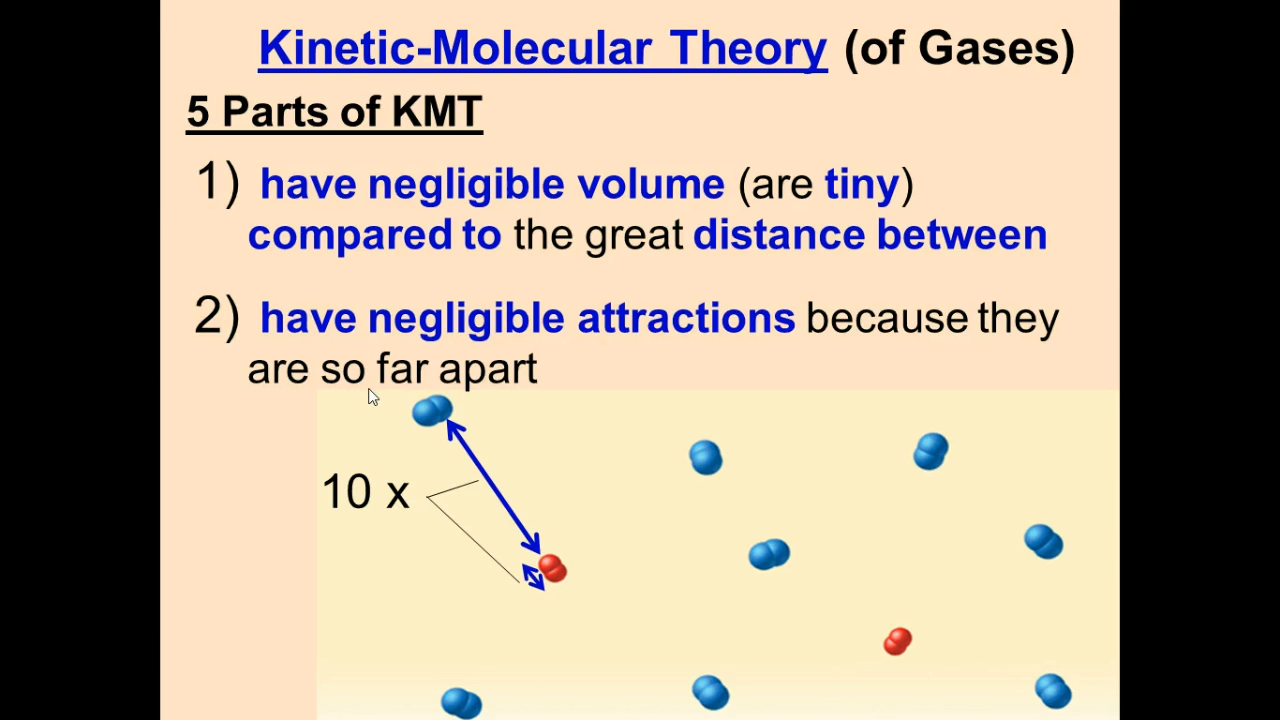 Kinetic-Molecular Theory (of Gases)
5 Parts of KMT
1) have negligible volume (are tiny)
compared to the great distance between
2) have negligible attractions because they
are so far apart
10 x